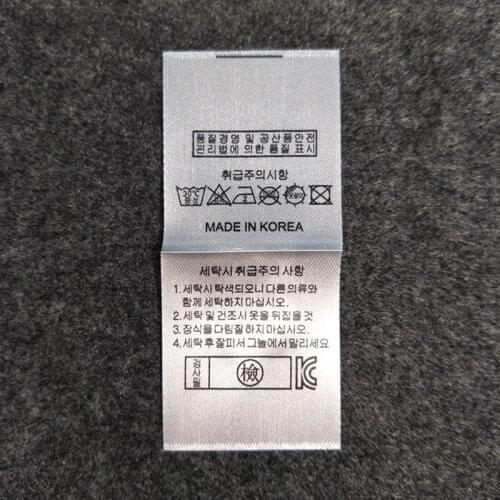 품질경영 및 공산품안전
관리법에 의한 품질 표시
취급주의시항
MADE IN KOREA
세탁시 취급주의 사항
1. 세탁시 탁색되오니 다른 의류와
함께 세탁하지 마십시오.
2. 세탁 및 건조시 옷을 뒤집을 것
3. 장식을 다림질 하지 마십시오.
4. 세탁 후 잘 펴서 그늘에서 말리세요
검사필
檢